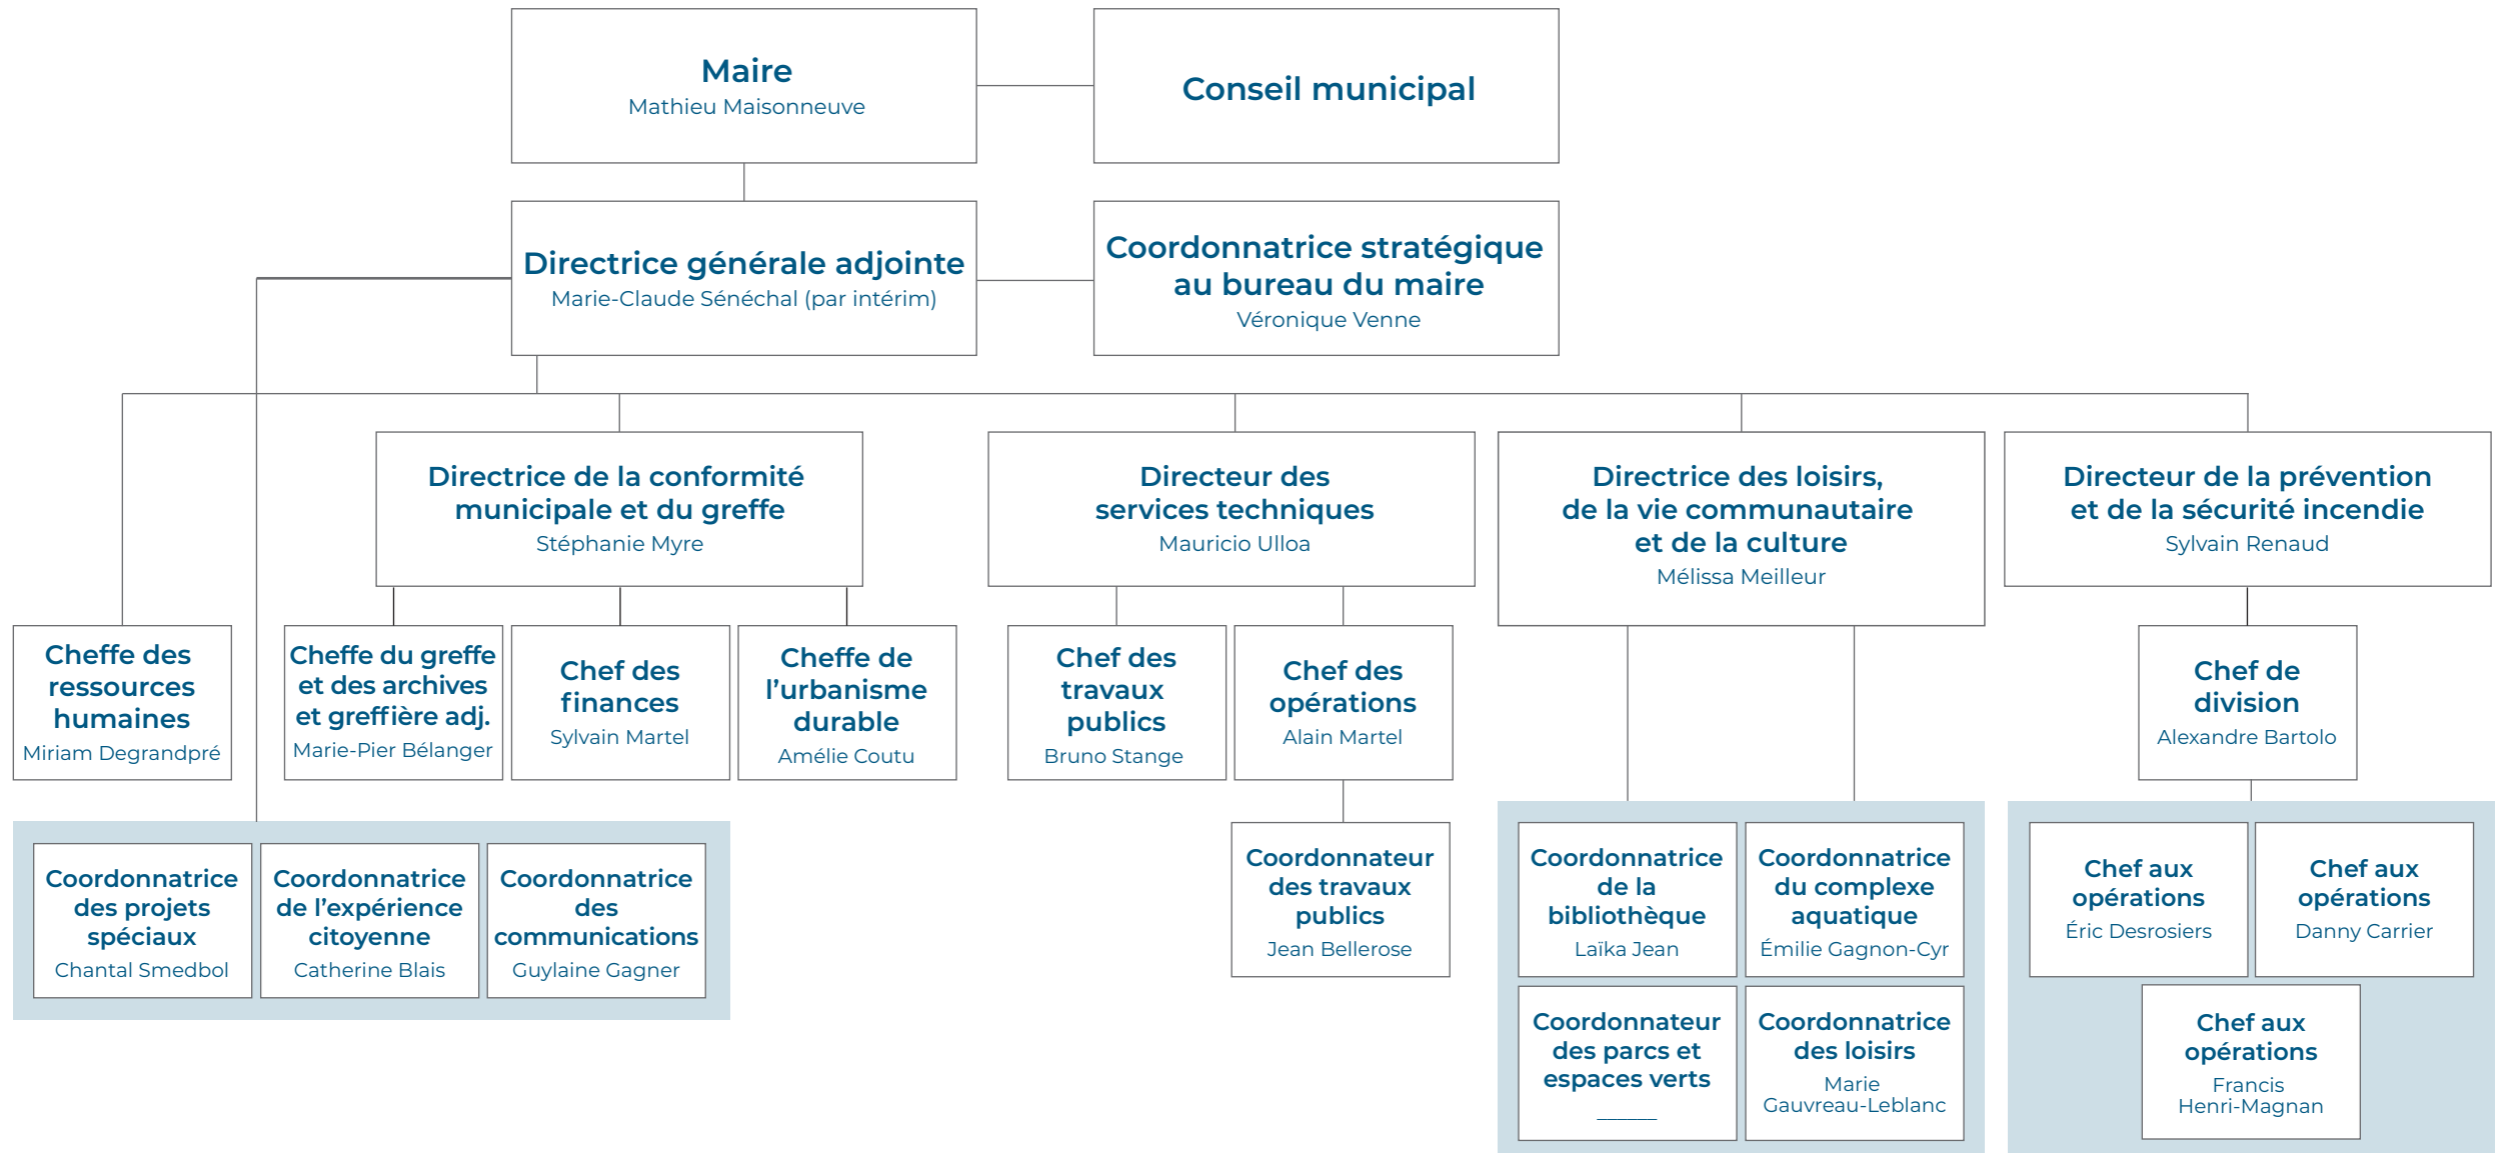 Maire
Mathieu Maisonneuve
Conseil municipal
Directrice générale adjointe
Marie-Claude Sénéchal (par intérim)
Coordonnatrice stratégique
au bureau du maire
Véronique Venne
Directrice de la conformité
municipale et du greffe
Stéphanie Myre
Directeur des
services techniques
Mauricio Ulloa
Directrice des loisirs,
de la vie communautaire
et de la culture
Mélissa Meilleur
Directeur de la prévention
et de la sécurité incendie
Sylvain Renaud
Cheffe des
ressources
humaines
Miriam Degrandpré
Cheffe du greffe
et des archives
et greffière adj.
Marie-Pier Bélanger
Chef des
finances
Sylvain Martel
Cheffe de
l’urbanisme
durable
Amélie Coutu
Chef des
travaux
publics
Bruno Stange
Chef des
opérations
Alain Martel
Chef de
division
Alexandre Bartolo
Coordonnatrice
des projets
spéciaux
Chantal Smedbol
Coordonnatrice
de l’expérience
citoyenne
Catherine Blais
Coordonnatrice
des
communications
Guylaine Gagner
Coordonnateur
des travaux
publics
Jean Bellerose
Coordonnatrice
de la
bibliothèque
Laïka Jean
Coordonnatrice
du complexe
aquatique
Émilie Gagnon-Cyr
Coordonnateur
des parcs et
espaces verts
______
Coordonnatrice
des loisirs
Marie
Gauvreau-Leblanc
Chef aux
opérations
Éric Desrosiers
Chef aux
opérations
Danny Carrier
Chef aux
opérations
Francis
Henri-Magnan